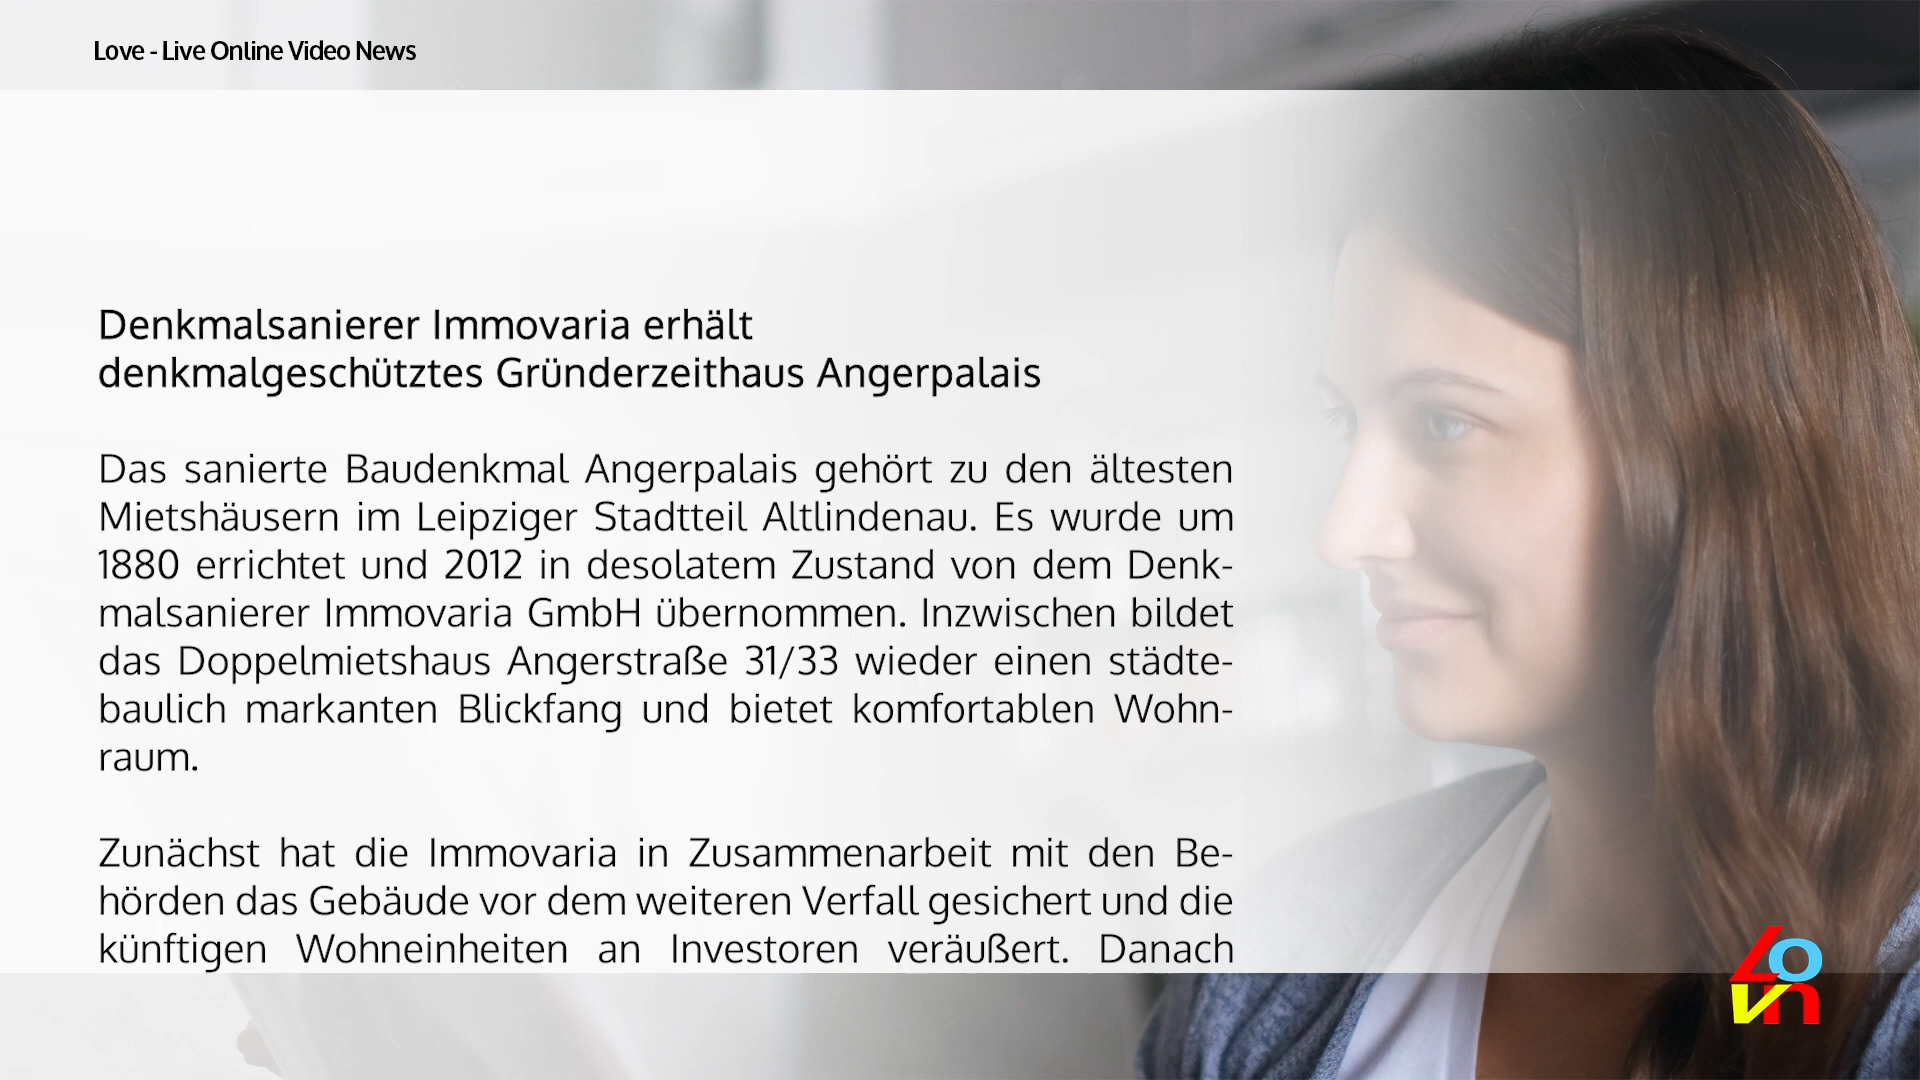 Love - Live Online Video News
Denkmalsanierer Immovaria erhält
denkmalgeschütztes Gründerzeithaus Angerpalais
Das sanierte Baudenkmal Angerpalais gehört zu den ältesten
Mietshäusern im Leipziger Stadtteil Altlindenau. Es wurde um
1880 errichtet und 2012 in desolatem Zustand von dem Denk-
malsanierer Immovaria GmbH übernommen. Inzwischen bildet
das Doppelmietshaus Angerstraße 31/33 wieder einen städte-
baulich markanten Blickfang und bietet komfortablen Wohn-
raum.
Zunächst hat die Immovaria in Zusammenarbeit mit den Be-
hörden das Gebäude vor dem weiteren Verfall gesichert und die
künftigen Wohneinheiten an Investoren veräußert. Danach
Lo
vn